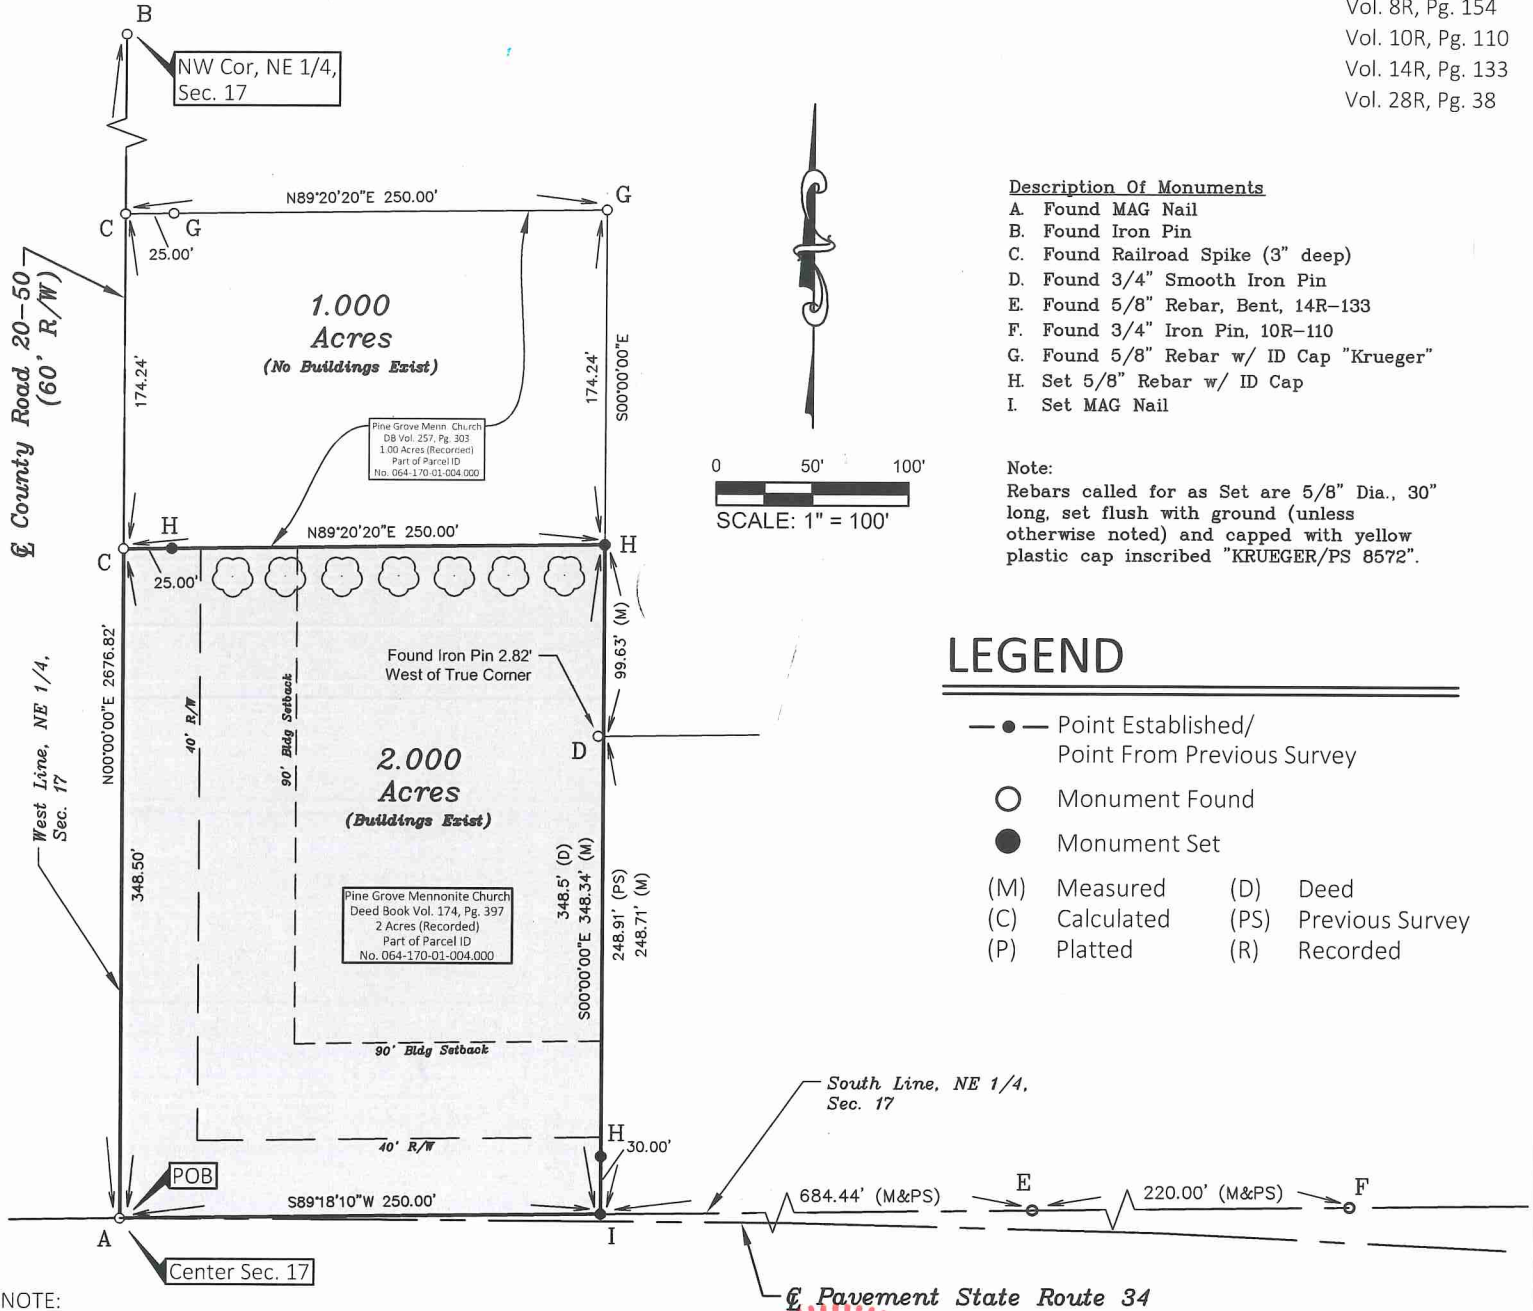 Vol. 8R, Pg. 154
Vol. 10R, Pg. 110
Vol. 14R, Pg. 133
Vol. 28R, Pg. 38
B
NW Cor, NE 1/4,
Sec. 17
N89°20'20"E 250.00'
G
C
G
25.00'
℄ County Road 20-50
(60' R/W)
1.000
Acres
(No Buildings Exist)
174.24'
174.24'
S00°00'00"E
Pine Grove Menn. Church
DB Vol. 257, Pg. 303
1.00 Acres (Recorded)
Part of Parcel ID
No. 064-170-01-004.000
Description Of Monuments
A. Found MAG Nail
B. Found Iron Pin
C. Found Railroad Spike (3" deep)
D. Found 3/4" Smooth Iron Pin
E. Found 5/8" Rebar, Bent, 14R-133
F. Found 3/4" Iron Pin, 10R-110
G. Found 5/8" Rebar w/ ID Cap "Krueger"
H. Set 5/8" Rebar w/ ID Cap
I. Set MAG Nail
0 50' 100'
SCALE: 1" = 100'
Note:
Rebars called for as Set are 5/8" Dia., 30"
long, set flush with ground (unless
otherwise noted) and capped with yellow
plastic cap inscribed "KRUEGER/PS 8572".
H
N89°20'20"E 250.00'
H
C
25.00'
N00°00'00"E 2676.82'
West Line, NE 1/4,
Sec. 17
40' R/W
90' Bldg Setback
Found Iron Pin 2.82'
West of True Corner
99.63' (M)
D
2.000
Acres
(Buildings Exist)
348.50'
348.5' (D)
S00°00'00"E 348.34' (M)
248.91' (PS)
248.71' (M)
Pine Grove Mennonite Church
Deed Book Vol. 174, Pg. 397
2 Acres (Recorded)
Part of Parcel ID
No. 064-170-01-004.000
90' Bldg Setback
LEGEND
Point Established/
Point From Previous Survey
Monument Found
Monument Set
(M) Measured (D) Deed
(C) Calculated (PS) Previous Survey
(P) Platted (R) Recorded
South Line, NE 1/4,
Sec. 17
40' R/W
H
30.00'
POB
S89°18'10"W 250.00'
684.44' (M&PS)
E
220.00' (M&PS)
F
A
I
Center Sec. 17
℄ Pavement State Route 34
NOTE: